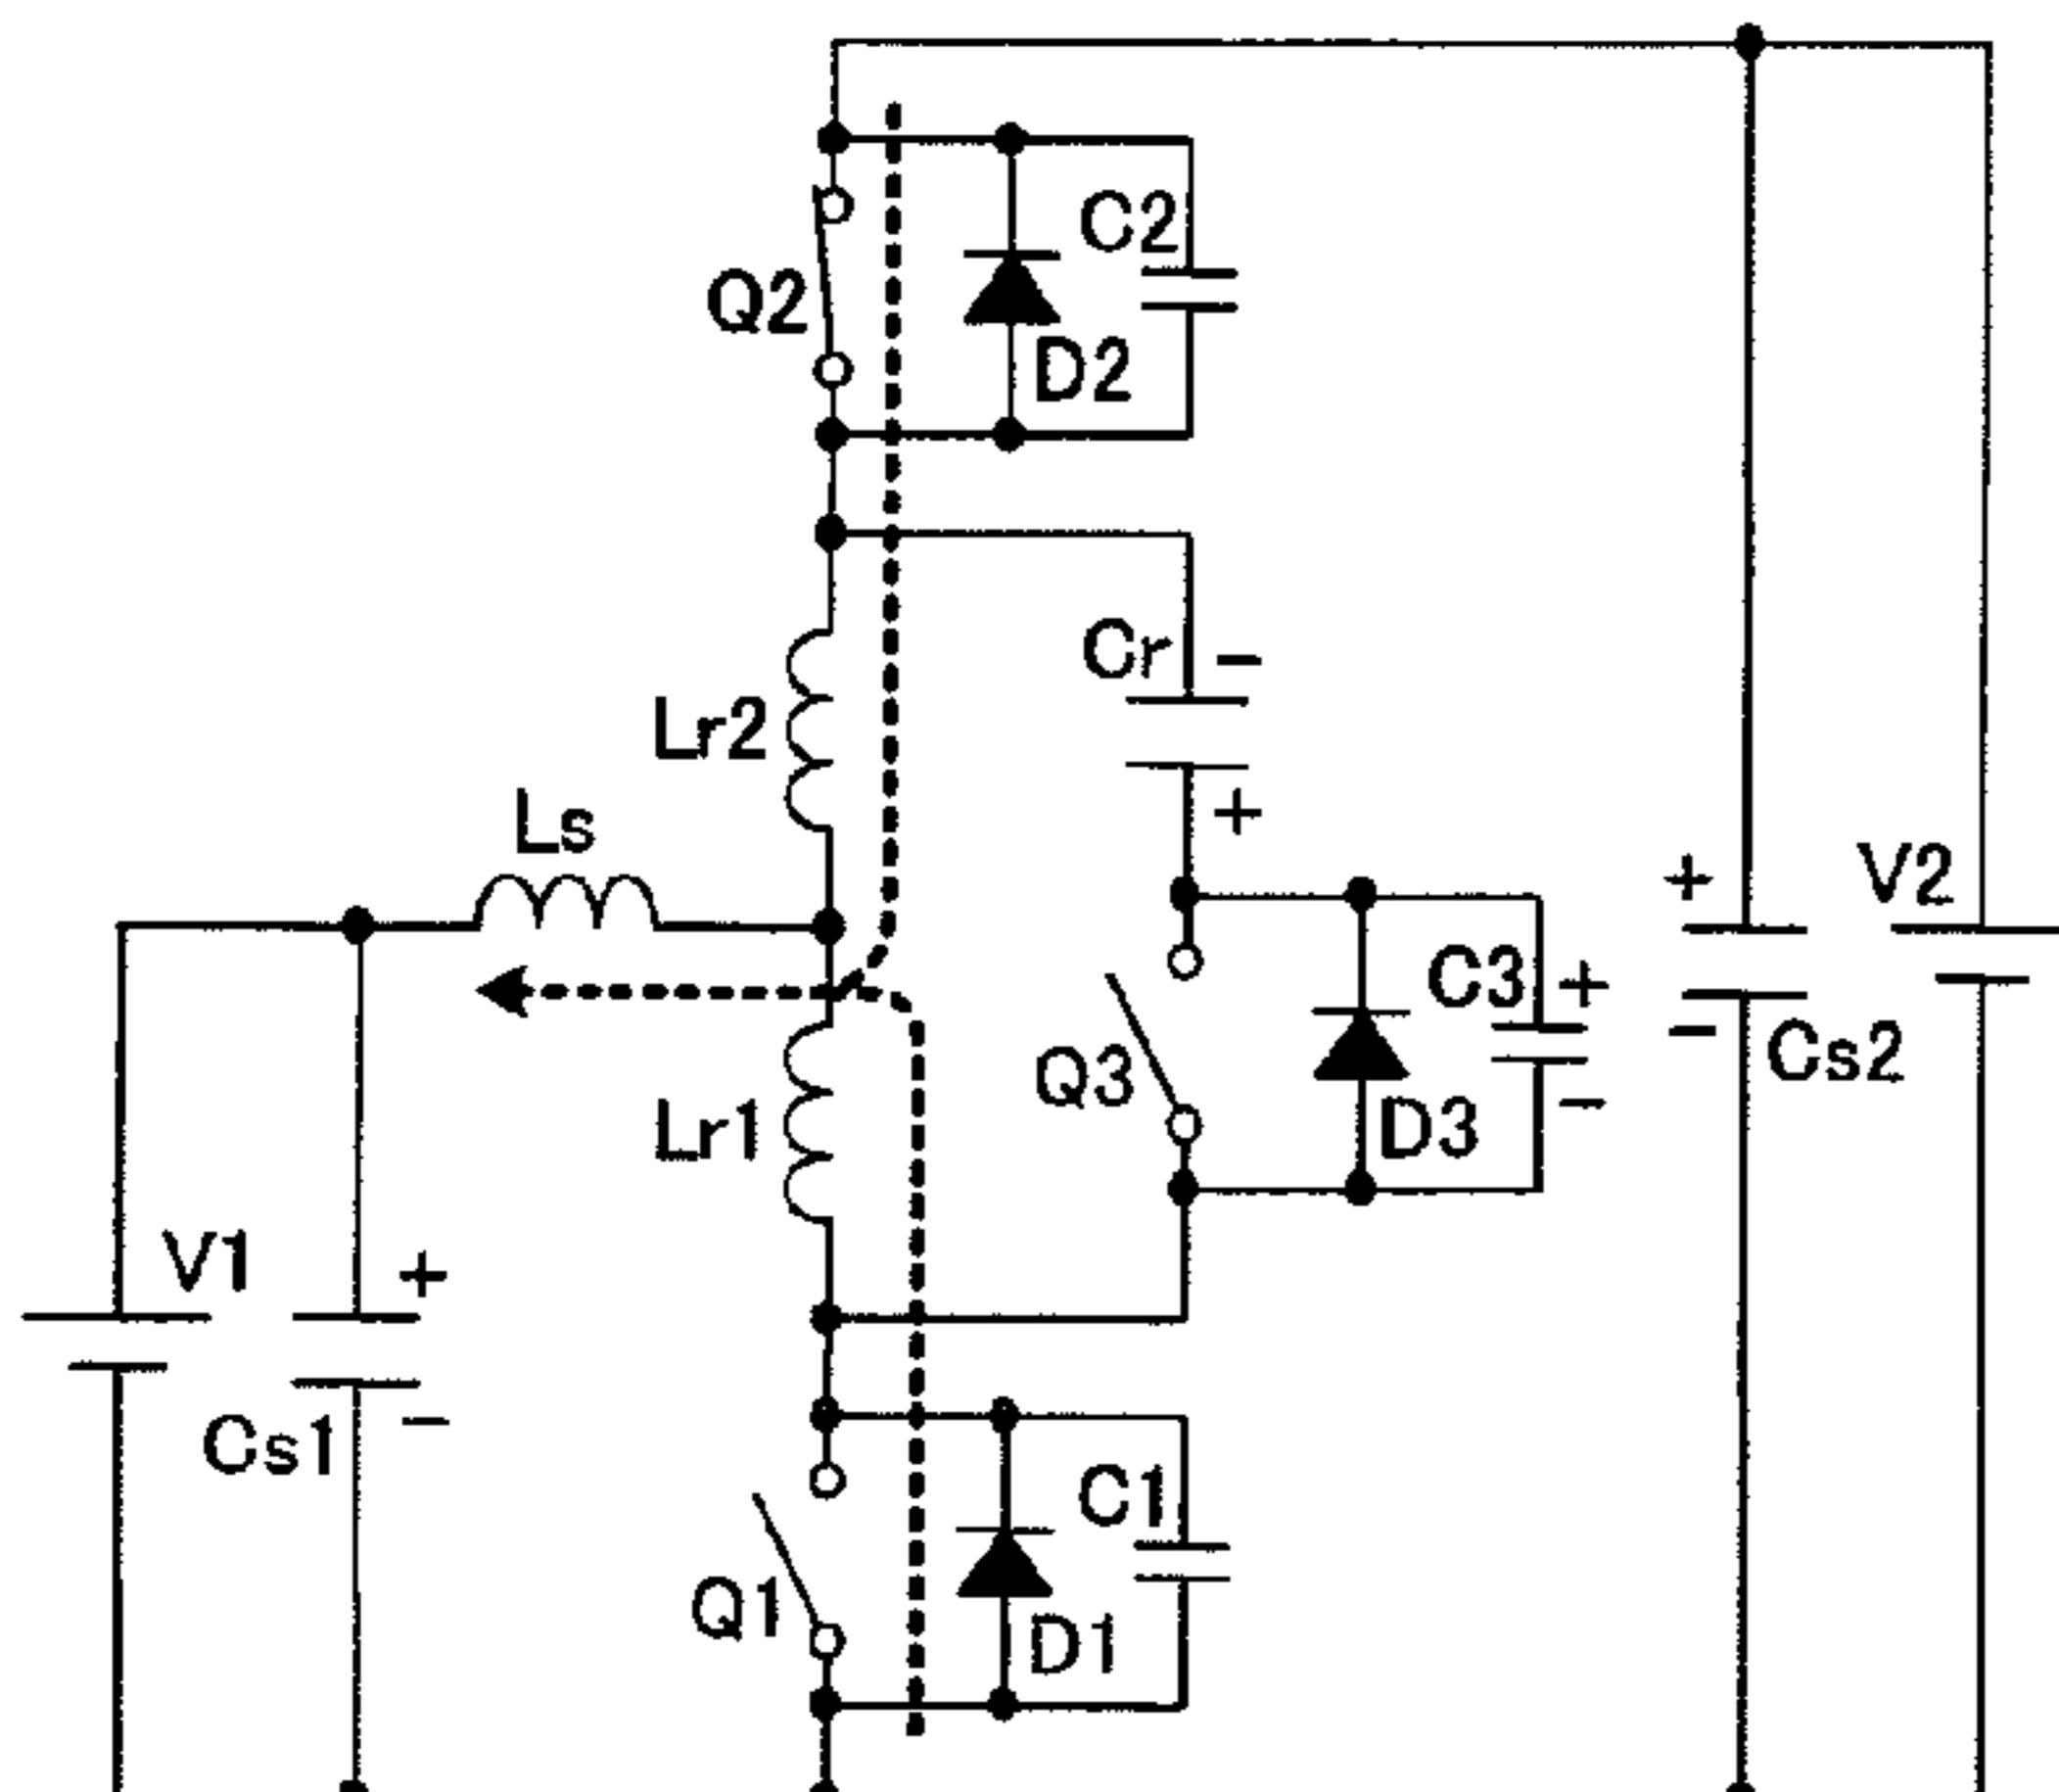 C2
Q2
D2
Cr
−
Lr2
+
Ls
+
V2
C3
+
−
Cs2
Q3
D3
−
Lr1
V1
+
−
Cs1
C1
Q1
D1